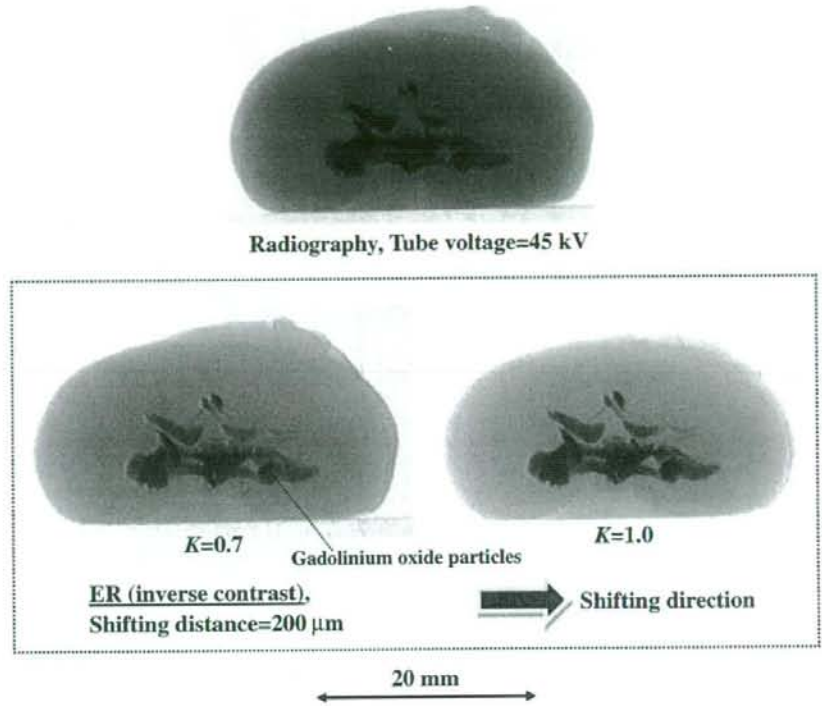 Radiography, Tube voltage=45 kV
K=0.7
Gadolinium oxide particles
K=1.0
ER (inverse contrast),
Shifting distance=200 μm
Shifting direction
20 mm